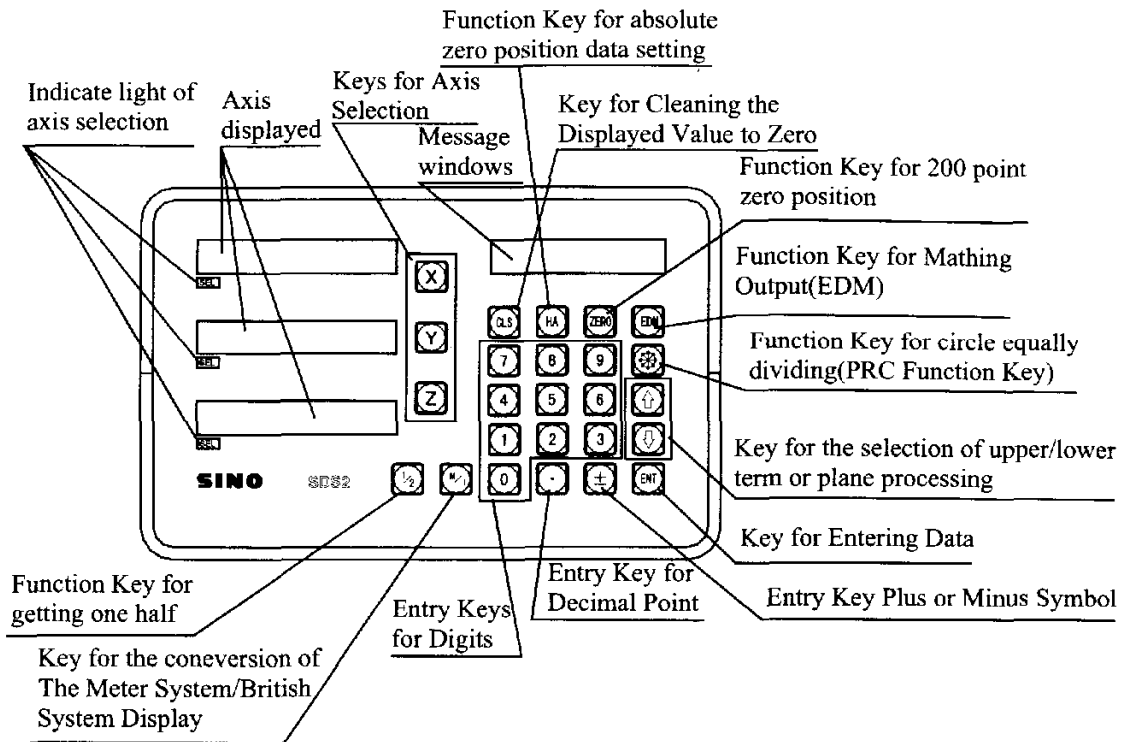 Function Key for absolute
zero position data setting
Indicate light of
axis selection
Axis
displayed
Keys for Axis
Selection
Message
windows
Key for Cleaning the
Displayed Value to Zero
Function Key for 200 point
zero position
Function Key for Mathing
Output(EDM)
Function Key for circle equally
dividing(PRC Function Key)
Key for the selection of upper/lower
term or plane processing
Key for Entering Data
Entry Key Plus or Minus Symbol
Entry Key for
Decimal Point
Entry Keys
for Digits
Function Key for
getting one half
Key for the coneversion of
The Meter System/British
System Display
SEL
SEL
SEL
X
Y
Z
CLS HA ZERO EDM
7 8 9
4 5 6
1 2 3
0 · ± ENT
SINO SDS2 1/2 M/I